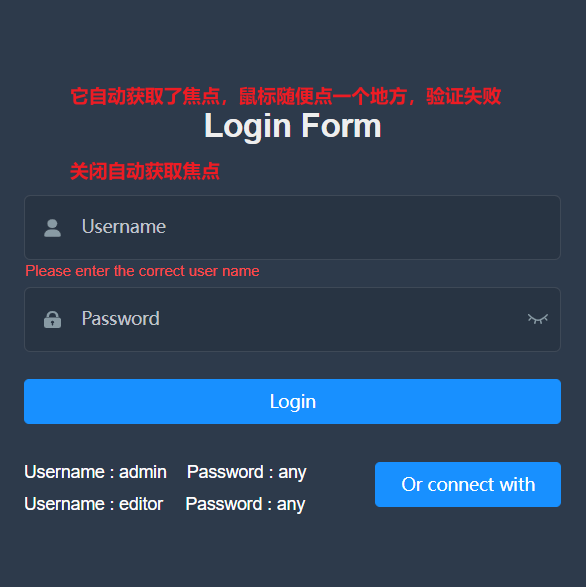 它自动获取了焦点，鼠标随便点一个地方，验证失败
Login Form
关闭自动获取焦点
Username
Please enter the correct user name
Password
Login
Username : admin Password : any
Username : editor Password : any
Or connect with